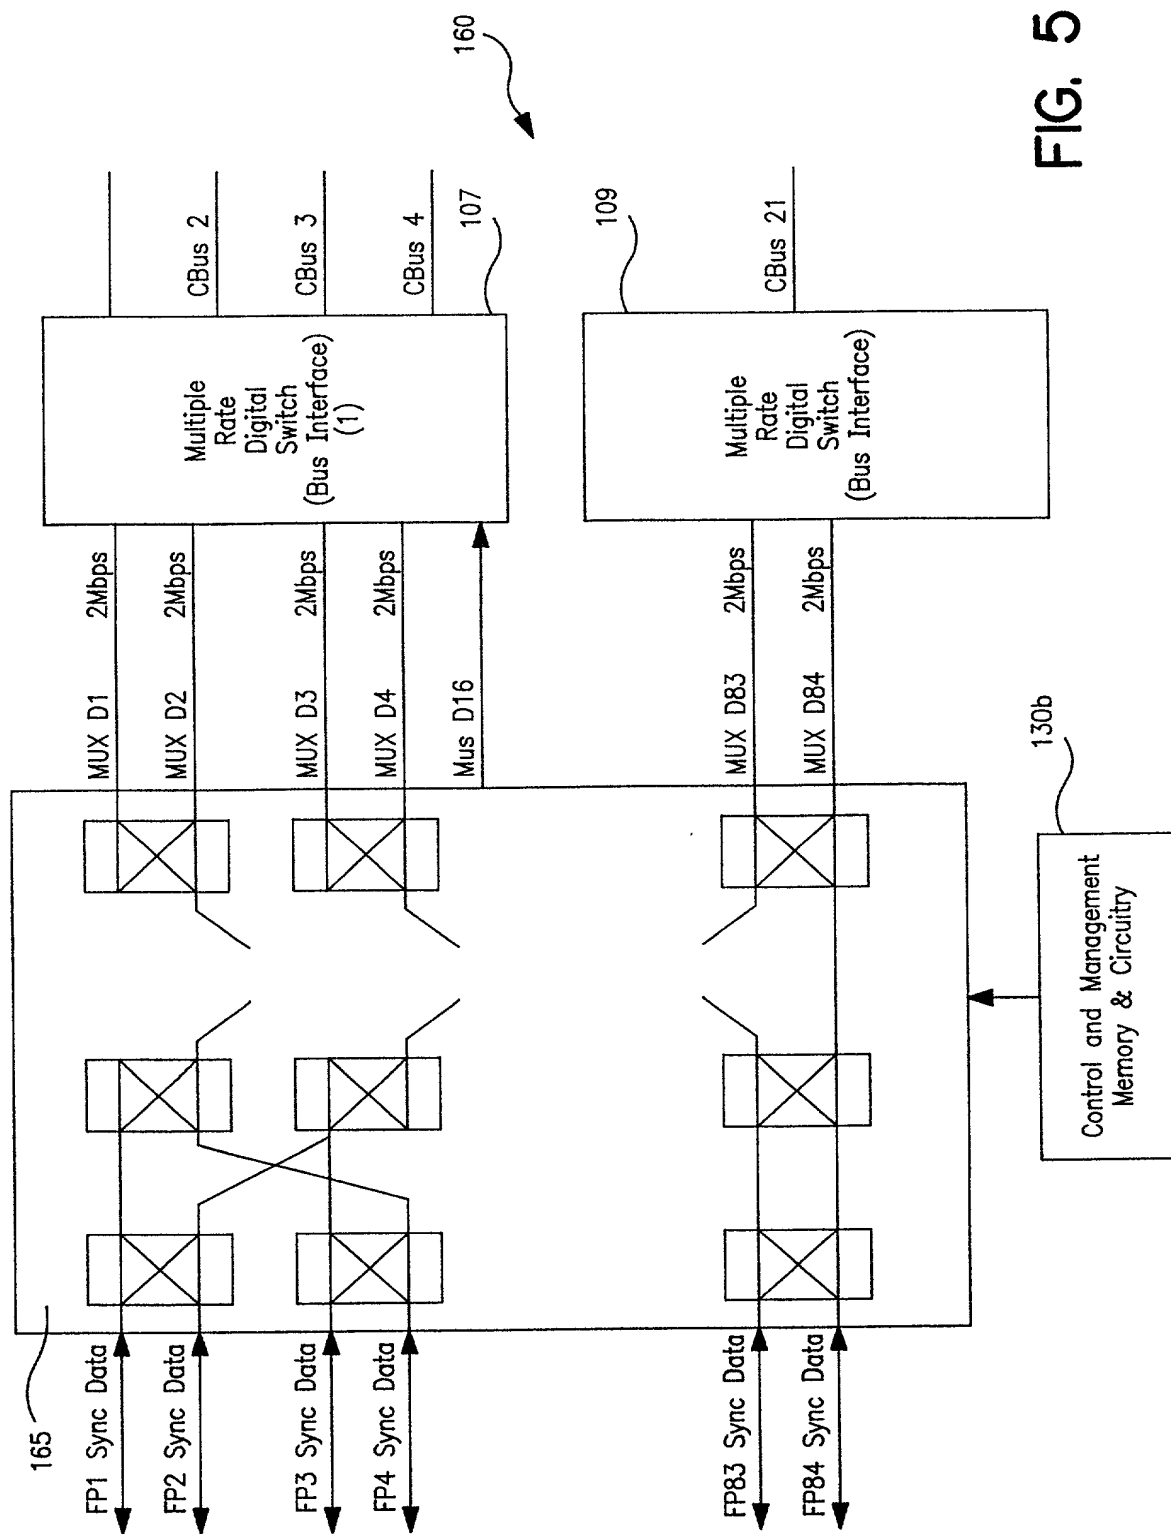 165
FP1 Sync Data
FP2 Sync Data
FP3 Sync Data
FP4 Sync Data
FP83 Sync Data
FP84 Sync Data
MUX D1
2Mbps
MUX D2
2Mbps
MUX D3
2Mbps
MUX D4
2Mbps
Mus D16
MUX D83
2Mbps
MUX D84
2Mbps
Multiple
Rate
Digital
Switch
(Bus Interface)
(1)
CBus 2
CBus 3
CBus 4
107
Multiple
Rate
Digital
Switch
(Bus Interface)
109
CBus 21
160
Control and Management
Memory & Circuitry
130b
FIG. 5